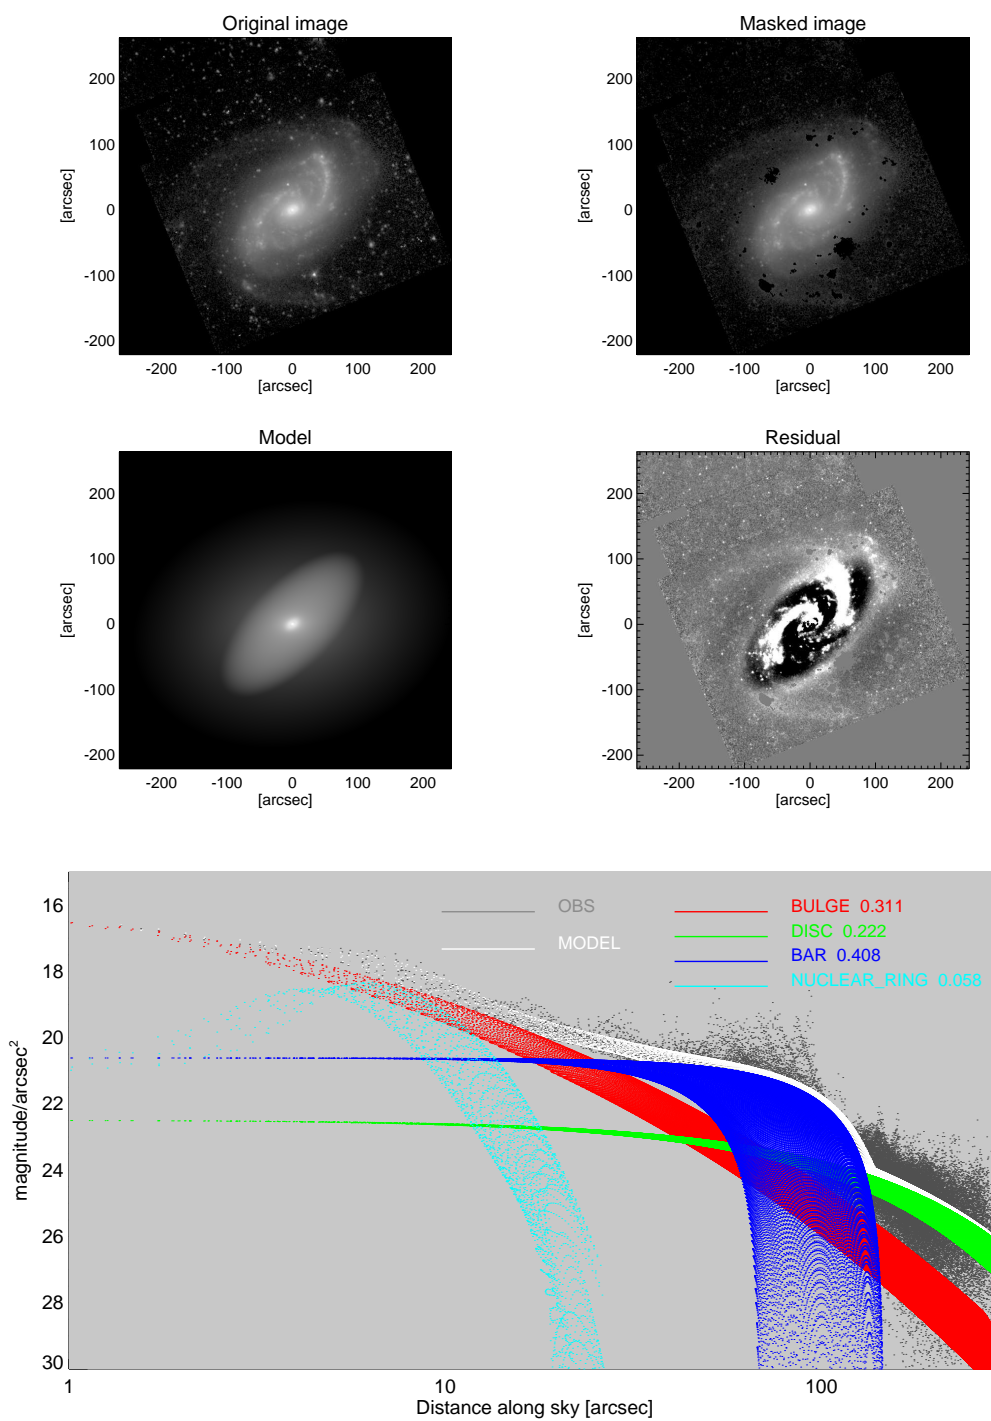 Original image
Masked image
200
100
0
-100
-200
[arcsec]
-200 -100 0 100 200
[arcsec]
200
100
0
-100
-200
[arcsec]
-200 -100 0 100 200
[arcsec]
Model
Residual
200
100
0
-100
-200
[arcsec]
-200 -100 0 100 200
[arcsec]
200
100
0
-100
-200
[arcsec]
-200 -100 0 100 200
[arcsec]
OBS
MODEL
BULGE 0.311
DISC 0.222
BAR 0.408
NUCLEAR_RING 0.058
16
18
20
22
24
26
28
30
magnitude/arcsec²
1 10 100
Distance along sky [arcsec]